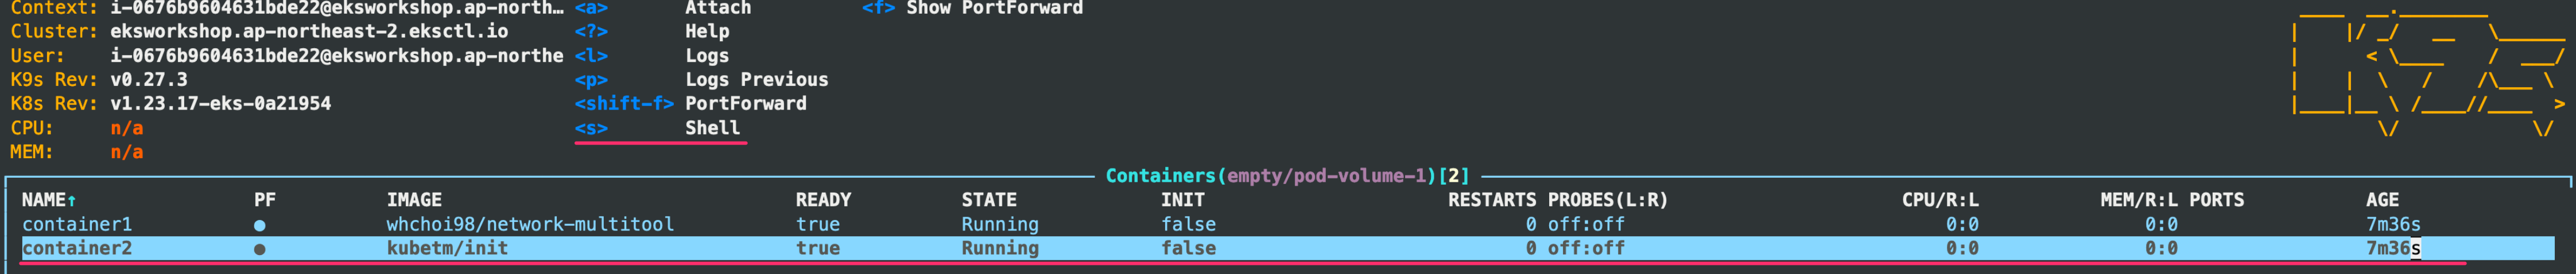 Context: i-0676b9604631bde22@eksworkshop.ap-north… <a> Attach <f> Show PortForward
Cluster: eksworkshop.ap-northeast-2.eksctl.io <?> Help
User: i-0676b9604631bde22@eksworkshop.ap-northe <l> Logs
K9s Rev: v0.27.3 <p> Logs Previous
K8s Rev: v1.23.17-eks-0a21954 <shift-f> PortForward
CPU: n/a <s> Shell
MEM: n/a
Containers(empty/pod-volume-1)[2]
NAME↑ PF IMAGE READY STATE INIT RESTARTS PROBES(L:R) CPU/R:L MEM/R:L PORTS AGE
container1 ● whchoi98/network-multitool true Running false 0 off:off 0:0 0:0 7m36s
container2 ● kubetm/init true Running false 0 off:off 0:0 0:0 7m36s